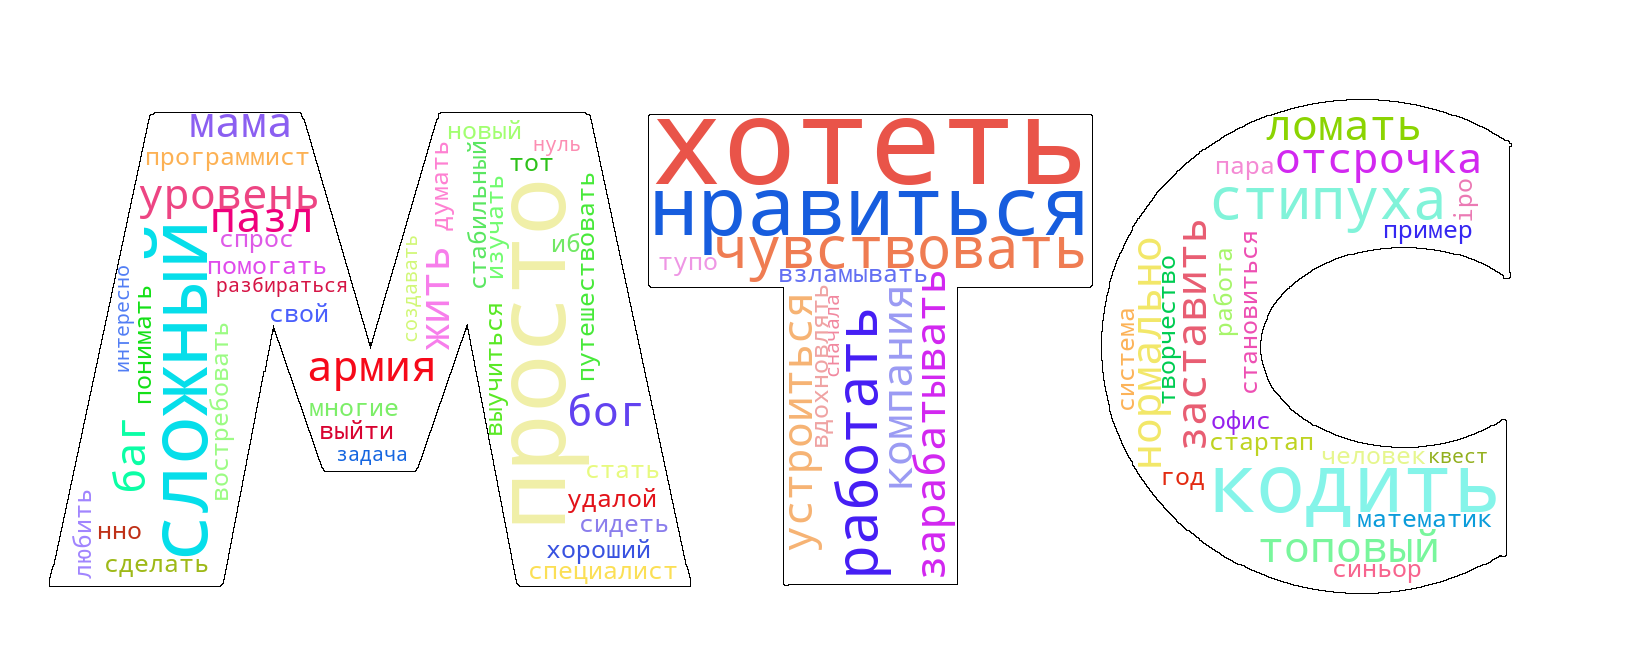 мама
программист
уровень
пазл
спрос
помогать
разбираться
свой
интересно
понимать
сложный
востребовать
баг
любить
нно
сделать
армия
многие
выйти
задача
новый
нуль
тот
думать
стабильный
изучать
просто
иб
путешествовать
создавать
жить
выучиться
бог
стать
удалой
сидеть
хороший
специалист
хотеть
нравиться
чувствовать
тупо
взламывать
устроиться
вдохновлять
сначала
работать
компания
зарабатывать
ломать
отсрочка
пара
стипуха
ipo
пример
нормально
творчество
система
заставить
работа
становиться
офис
стартап
человек
квест
год
кодить
математик
топовый
синьор